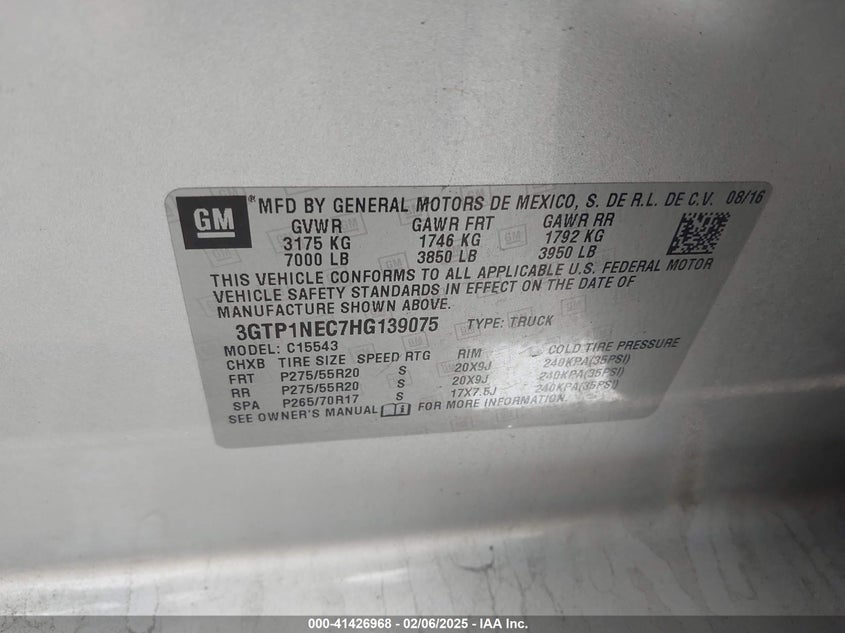 GM ® MFD BY GENERAL MOTORS DE MEXICO, S. DE R.L. DE C.V. 08/16
GVWR GAWR FRT GAWR RR
3175 KG 1746 KG 1792 KG
7000 LB 3850 LB 3950 LB
THIS VEHICLE CONFORMS TO ALL APPLICABLE U.S. FEDERAL MOTOR
VEHICLE SAFETY STANDARDS IN EFFECT ON THE DATE OF
MANUFACTURE SHOWN ABOVE.
3GTP1NEC7HG139075 TYPE: TRUCK
MODEL: C15543
CHXB TIRE SIZE SPEED RTG RIM COLD TIRE PRESSURE
FRT P275/55R20 S 20X9J 240KPA(35PSI)
RR P275/55R20 S 20X9J 240KPA(35PSI)
SPA P265/70R17 S 17X7.5J 240KPA(35PSI)
SEE OWNER'S MANUAL FOR MORE INFORMATION.
000-41426968 - 02/06/2025 - IAA Inc.